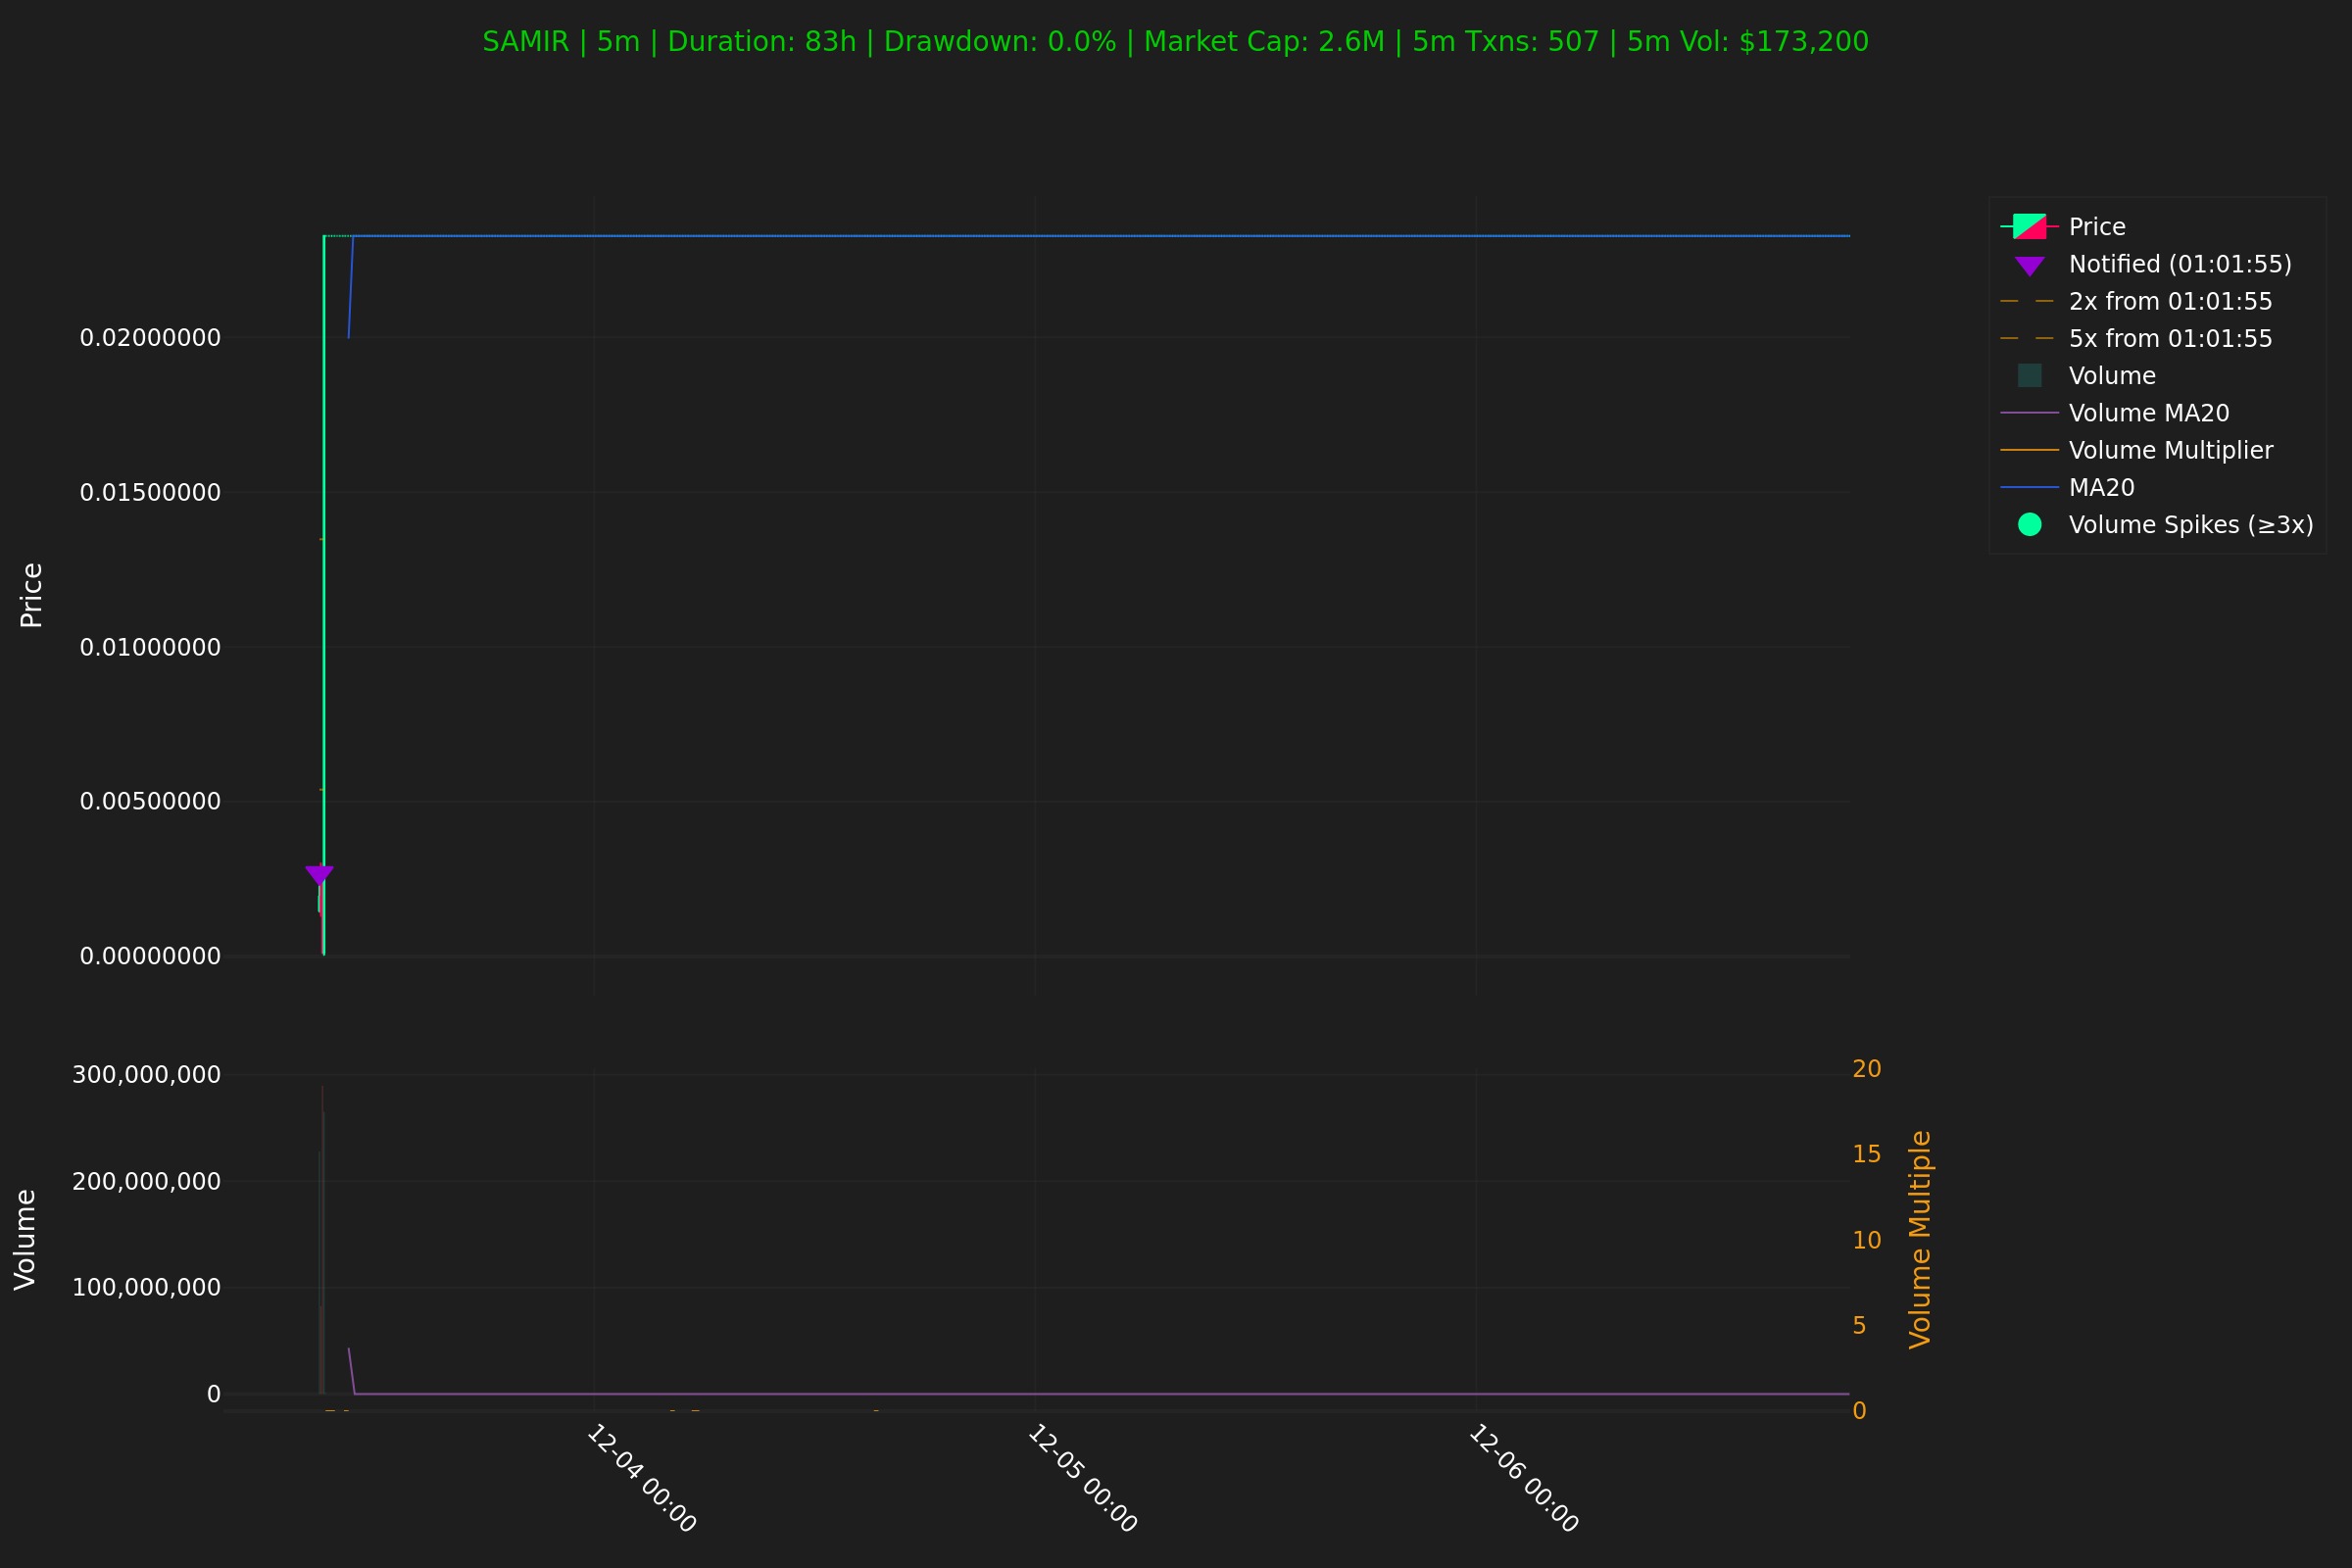 SAMIR | 5m | Duration: 83h | Drawdown: 0.0% | Market Cap: 2.6M | 5m Txns: 507 | 5m Vol: $173,200
Price
0.02000000
0.01500000
0.01000000
0.00500000
0.00000000
Price
Notified (01:01:55)
2x from 01:01:55
5x from 01:01:55
Volume
Volume MA20
Volume Multiplier
MA20
Volume Spikes (≥3x)
Volume
300,000,000
200,000,000
100,000,000
0
20
15
10
5
0
Volume Multiple
12-04 00:00
12-05 00:00
12-06 00:00